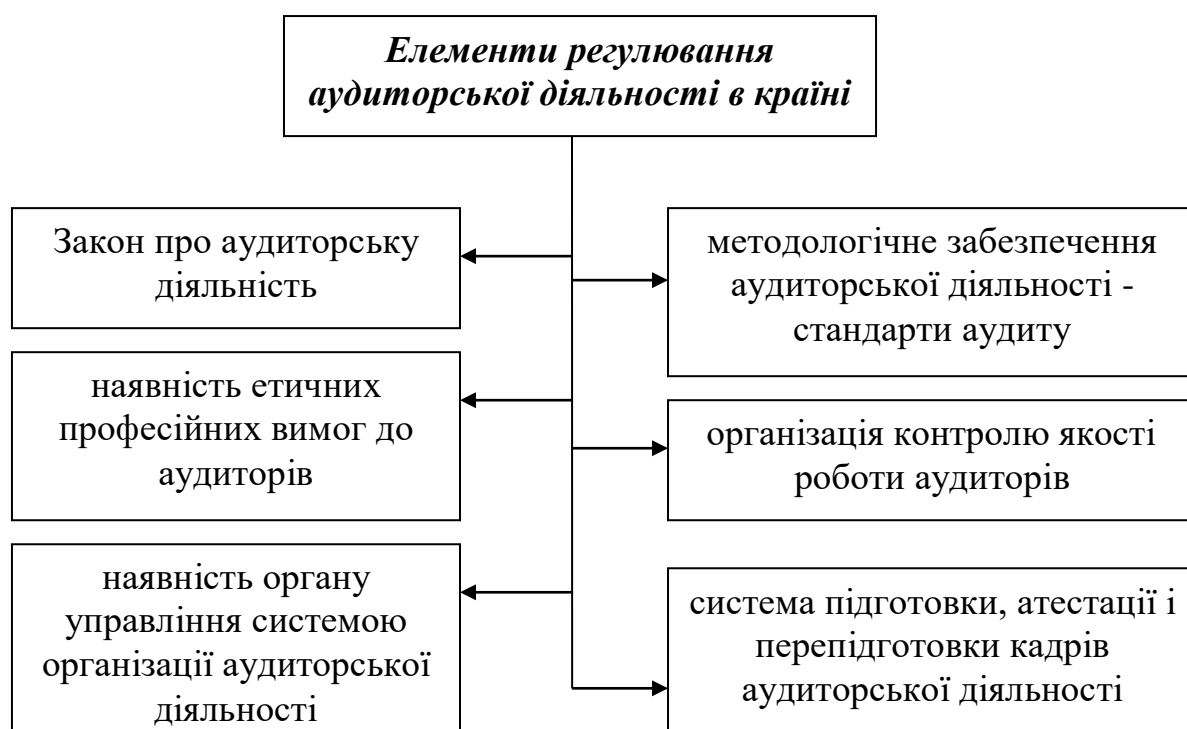 Елементи регулювання
аудиторської діяльності в країні
Закон про аудиторську
діяльність
методологічне забезпечення
аудиторської діяльності -
стандарти аудиту
наявність етичних
професійних вимог до
аудиторів
організація контролю якості
роботи аудиторів
наявність органу
управління системою
організації аудиторської
діяльності
система підготовки, атестації і
перепідготовки кадрів
аудиторської діяльності